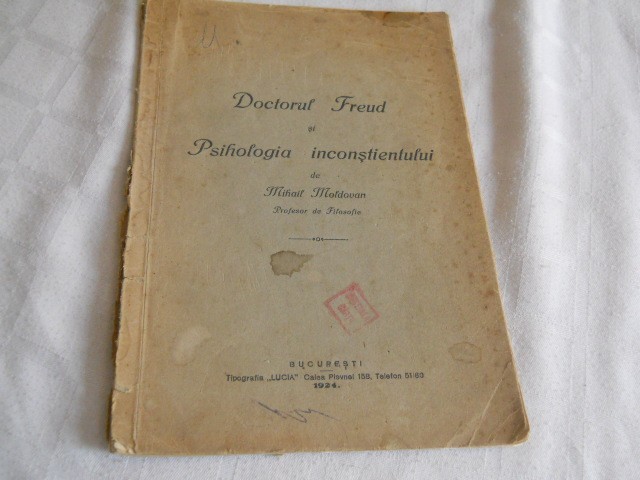 Doctorul Freud
și
Psihologia inconștientului
de
Mihail Moldovan
Profesor de Filosofie
BUCUREȘTI
Tipografia „LUCIA" Calea Plevnei 158, Telefon 51/83
1924.